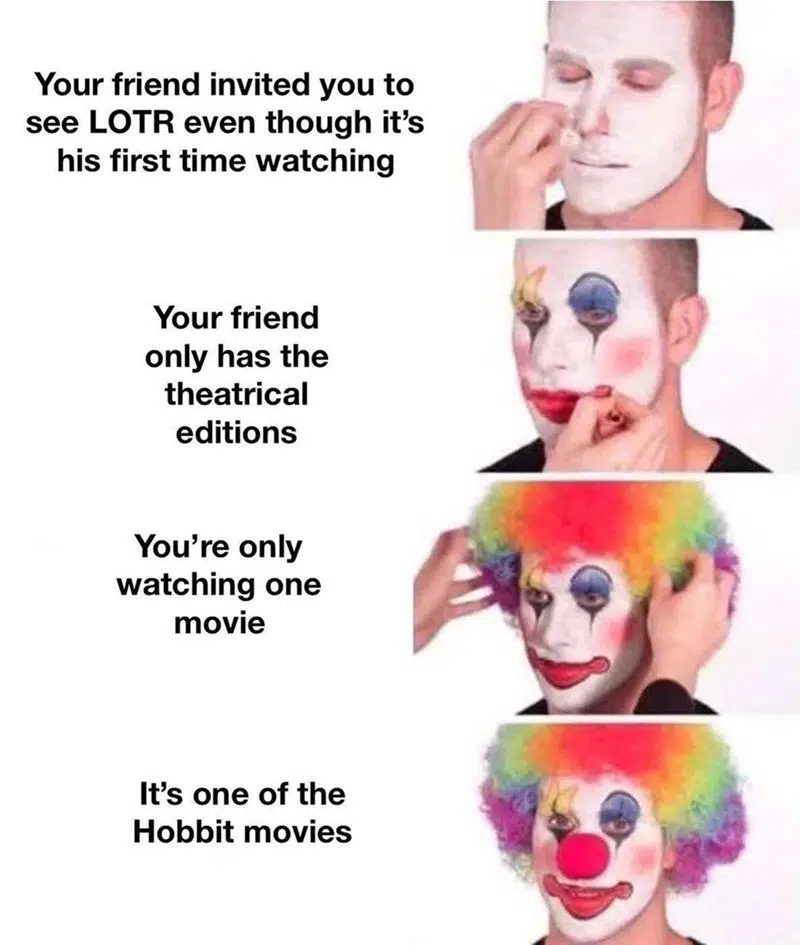 Your friend invited you to
see LOTR even though it's
his first time watching
Your friend
only has the
theatrical
editions
You're only
watching one
movie
It's one of the
Hobbit movies